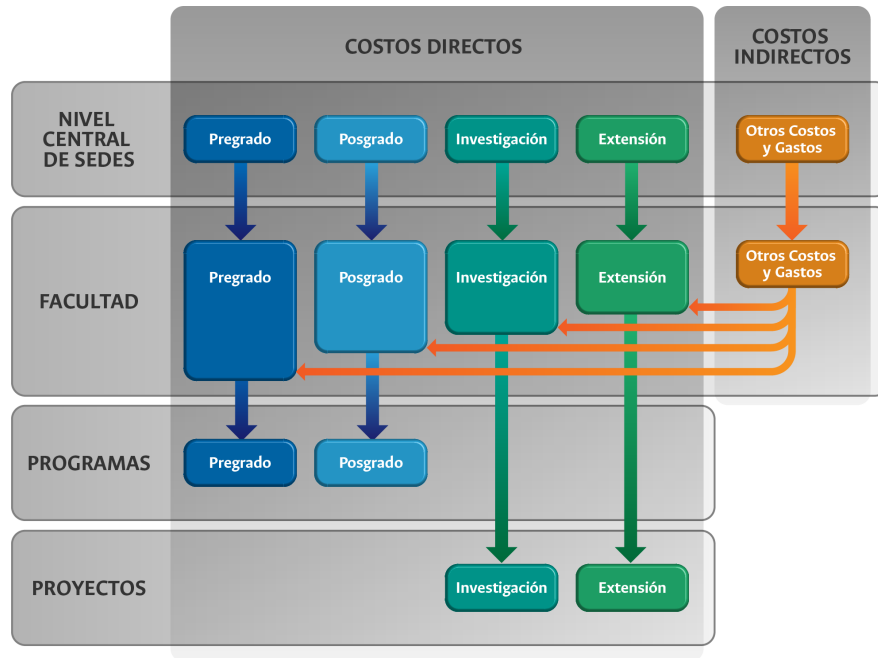 COSTOS DIRECTOS
COSTOS
INDIRECTOS
NIVEL
CENTRAL
DE SEDES
Pregrado
Posgrado
Investigación
Extensión
Otros Costos
y Gastos
FACULTAD
Pregrado
Posgrado
Investigación
Extensión
Otros Costos
y Gastos
PROGRAMAS
Pregrado
Posgrado
PROYECTOS
Investigación
Extensión